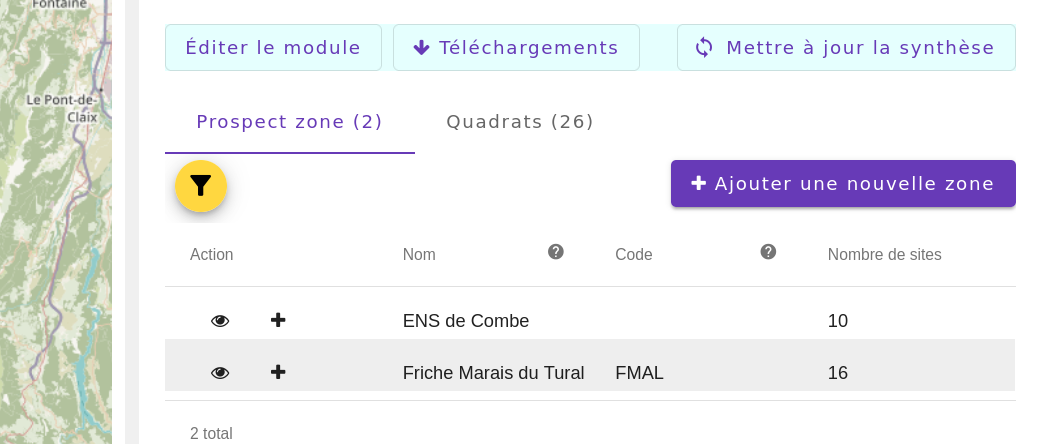 Fontaine
Le Pont-de-
Claix
Éditer le module
Téléchargements
Mettre à jour la synthèse
Prospect zone (2)
Quadrats (26)
Ajouter une nouvelle zone
Action Nom Code Nombre de sites
ENS de Combe 10
Friche Marais du Tural FMAL 16
2 total